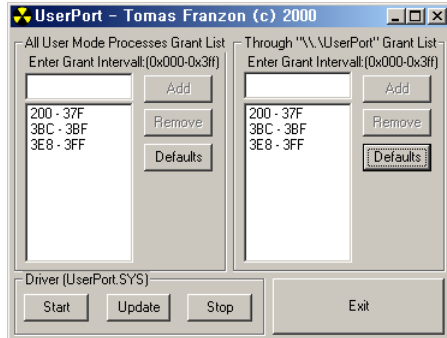 UserPort - Tomas Franzon (c) 2000
All User Mode Processes Grant List
Enter Grant Intervall:(0x000-0x3ff)
Add
200 - 37F
3BC - 3BF
3E8 - 3FF
Remove
Defaults
Through "\\.\UserPort" Grant List
Enter Grant Intervall:(0x000-0x3ff)
Add
200 - 37F
3BC - 3BF
3E8 - 3FF
Remove
Defaults
Driver (UserPort.SYS)
Start Update Stop
Exit